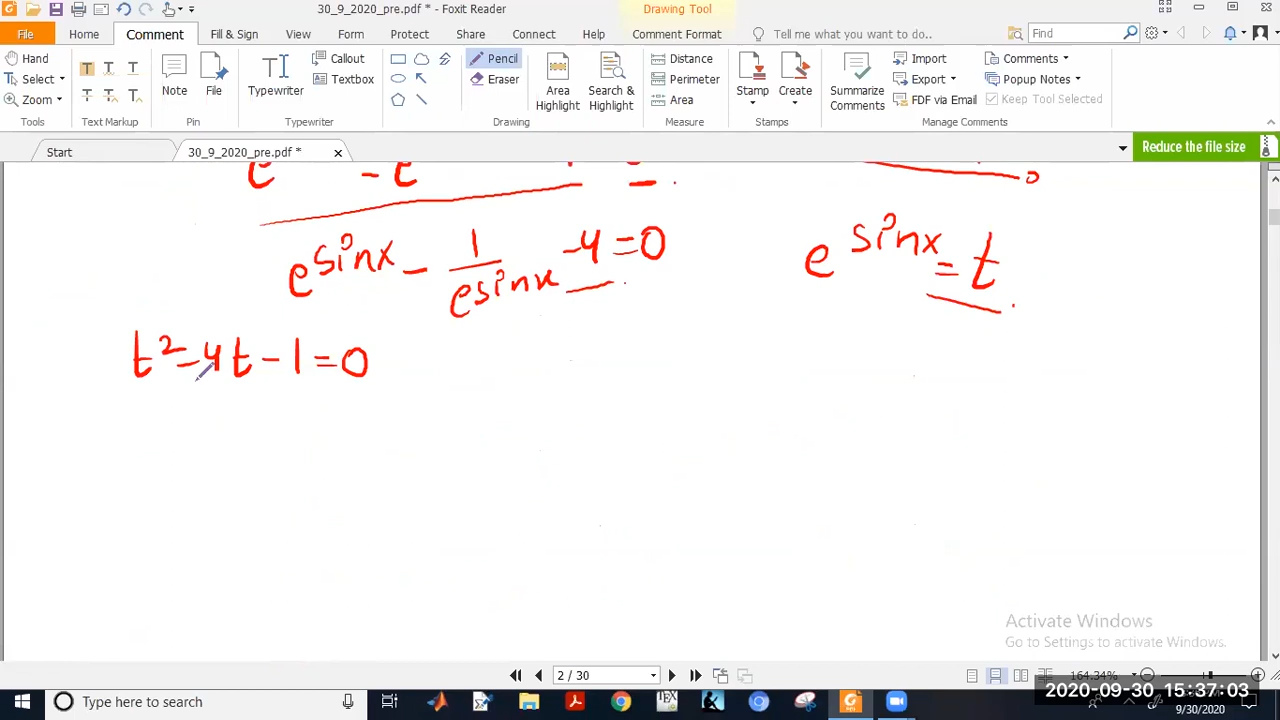 30_9_2020_pre.pdf * - Foxit Reader
Drawing Tool
File Home Comment Fill & Sign View Form Protect Share Connect Help Comment Format Tell me what you want to do.. Find
Hand
Select
Zoom
Tools
T T T
T T T
Text Markup
Note
File
Pin
Typewriter
Callout
Textbox
Typewriter
Pencil
Eraser
Area Highlight
Search & Highlight
Drawing
Distance
Perimeter
Area
Measure
Stamp
Create
Stamps
Summarize Comments
Import
Export
FDF via Email
Comments
Popup Notes
Keep Tool Selected
Manage Comments
Start
30_9_2020_pre.pdf *
Reduce the file size
e^sinx - 1/e^sinx -4 = 0
e^sinx = t
t² - 4t - 1 = 0
Activate Windows
Go to Settings to activate Windows.
2 / 30
164.34%
2020-09-30 15:37:03
Type here to search
9/30/2020